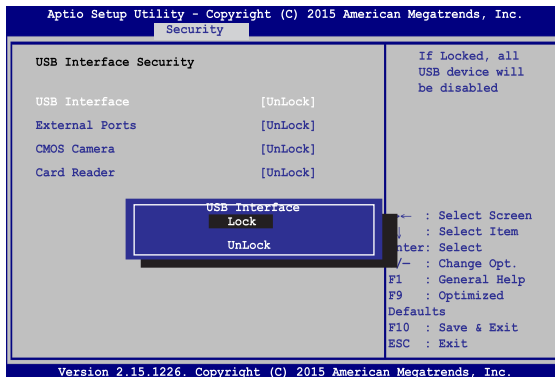 Aptio Setup Utility - Copyright (C) 2015 American Megatrends, Inc.
Security
USB Interface Security
USB Interface [UnLock]
External Ports [UnLock]
CMOS Camera [UnLock]
Card Reader [UnLock]
USB Interface
Lock
UnLock
If Locked, all
USB device will
be disabled
← : Select Screen
↓ : Select Item
nter: Select
/— : Change Opt.
F1 : General Help
F9 : Optimized
Defaults
F10 : Save & Exit
ESC : Exit
Version 2.15.1226. Copyright (C) 2015 American Megatrends, Inc.